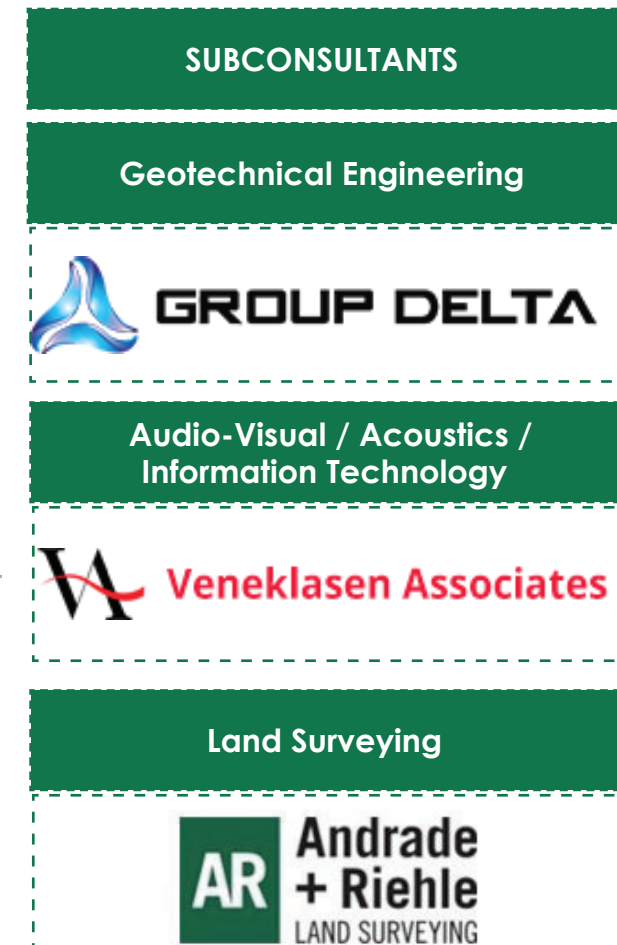 SUBCONSULTANTS
Geotechnical Engineering
GROUP DELTA
Audio-Visual / Acoustics /
Information Technology
VA Veneklasen Associates
Land Surveying
AR
Andrade
+ Riehle
LAND SURVEYING